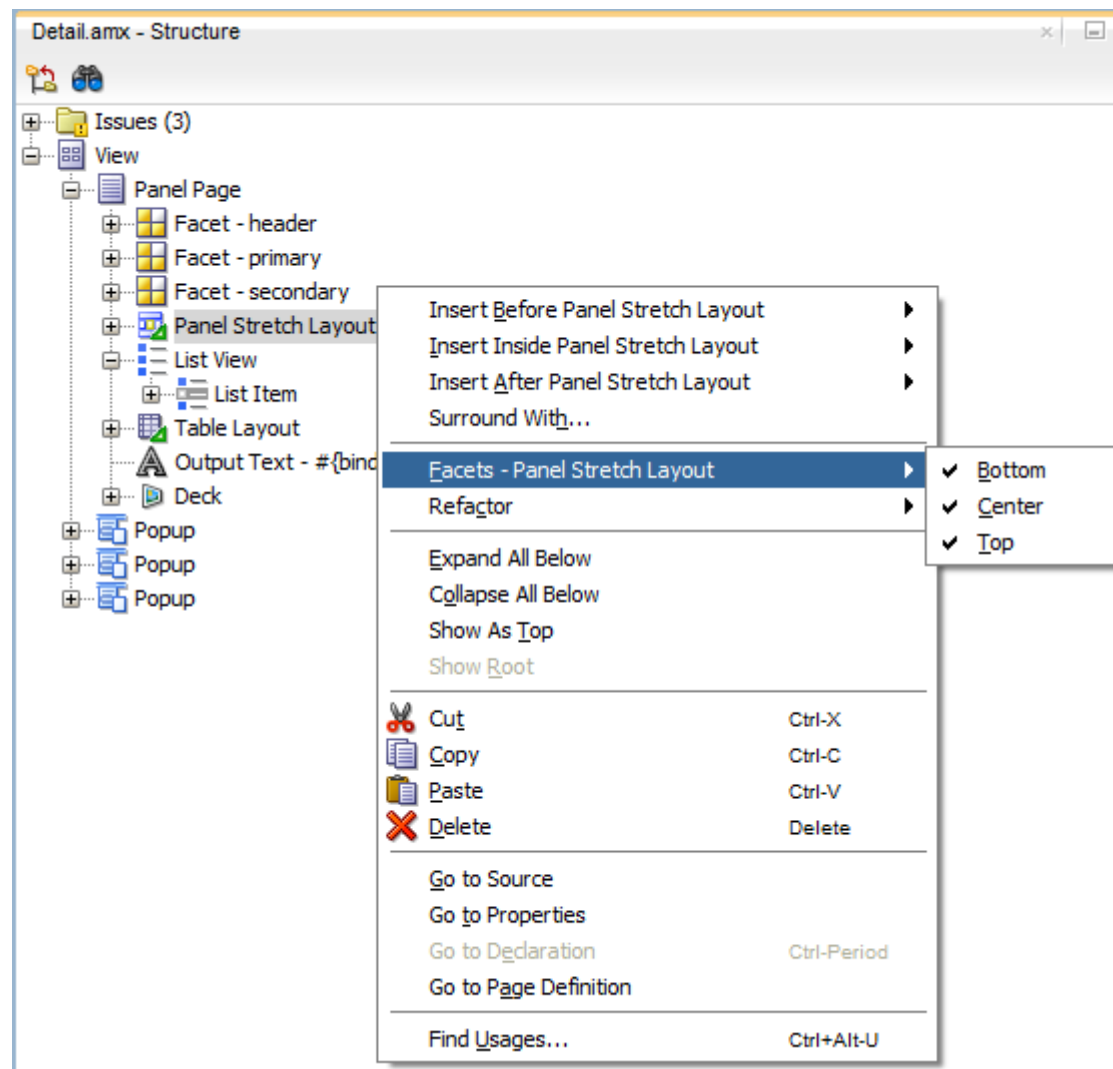 Detail.amx - Structure
Issues (3)
View
Panel Page
Facet - header
Facet - primary
Facet - secondary
Panel Stretch Layout
List View
List Item
Table Layout
Output Text - #{bind
Deck
Popup
Popup
Popup
Insert Before Panel Stretch Layout
Insert Inside Panel Stretch Layout
Insert After Panel Stretch Layout
Surround With...
Facets - Panel Stretch Layout
Refactor
Expand All Below
Collapse All Below
Show As Top
Show Root
Cut Ctrl-X
Copy Ctrl-C
Paste Ctrl-V
Delete Delete
Go to Source
Go to Properties
Go to Declaration Ctrl-Period
Go to Page Definition
Find Usages... Ctrl+Alt-U
Bottom
Center
Top